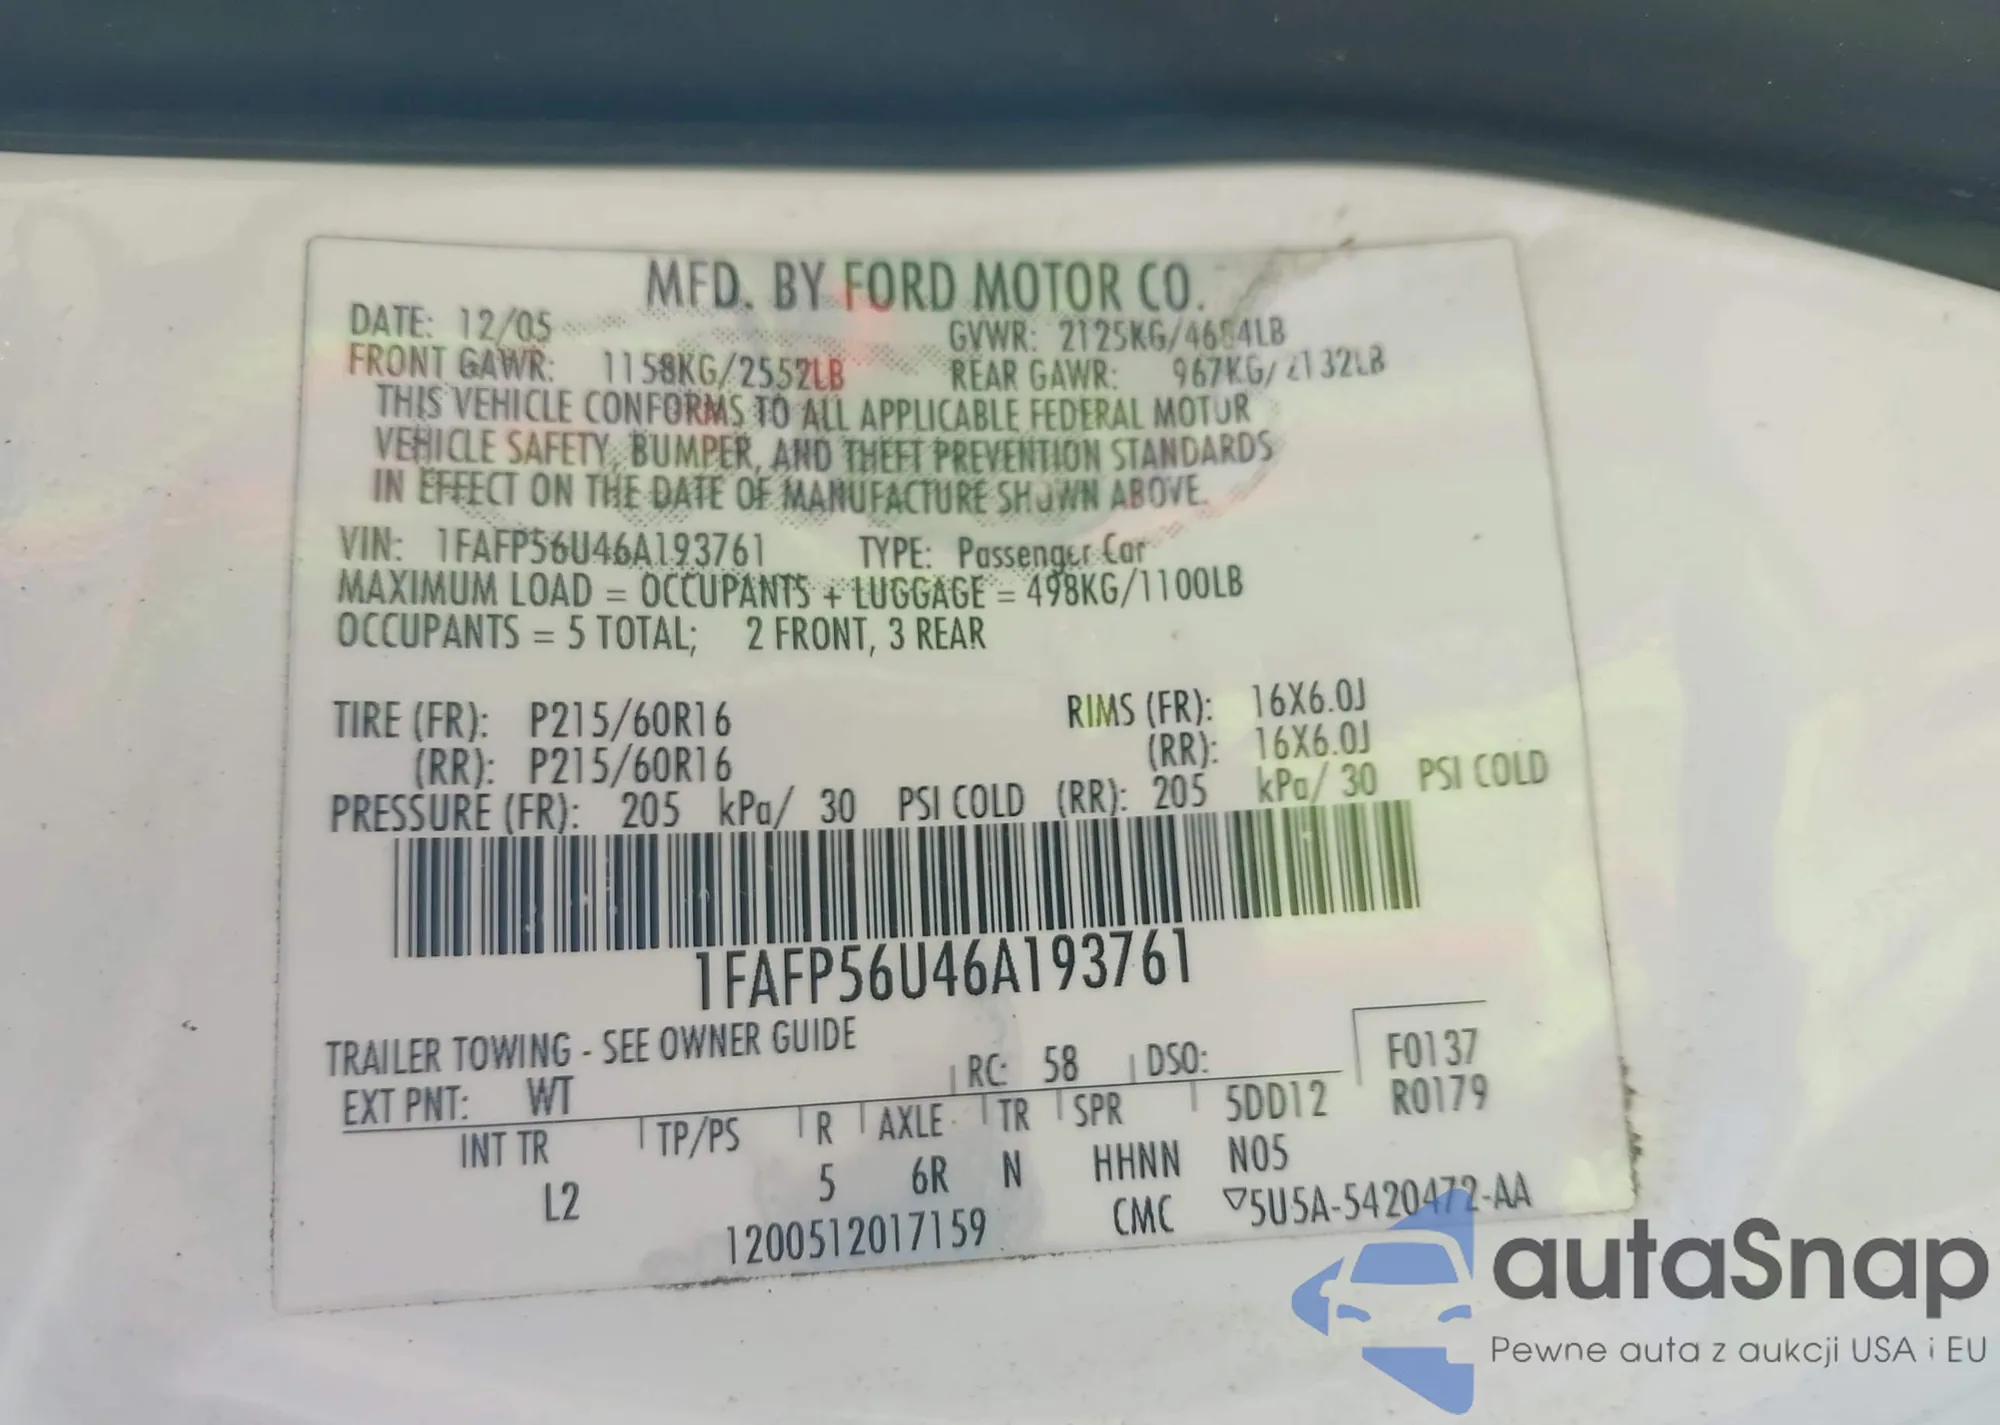 MFD. BY FORD MOTOR CO.
DATE: 12/05 GVWR: 2125KG/4684LB
FRONT GAWR: 1158KG/2552LB REAR GAWR: 967KG/2132LB
THIS VEHICLE CONFORMS TO ALL APPLICABLE FEDERAL MOTOR
VEHICLE SAFETY, BUMPER, AND THEFT PREVENTION STANDARDS
IN EFFECT ON THE DATE OF MANUFACTURE SHOWN ABOVE.
VIN: 1FAFP56U46A193761 TYPE: Passenger Car
MAXIMUM LOAD = OCCUPANTS + LUGGAGE = 498KG/1100LB
OCCUPANTS = 5 TOTAL; 2 FRONT, 3 REAR
TIRE (FR): P215/60R16 RIMS (FR): 16X6.0J
(RR): P215/60R16 (RR): 16X6.0J
PRESSURE (FR): 205 kPa/ 30 PSI COLD (RR): 205 kPa/ 30 PSI COLD
1FAFP56U46A193761
TRAILER TOWING - SEE OWNER GUIDE
EXT PNT: WT RC: 58 DSO: F0137
INT TR TP/PS R AXLE TR SPR 5DD12 R0179
L2 5 6R N HHNN N05
1200512017159 CMC ▽5U5A-5420472-AA
autaSnap
Pewne auta z aukcji USA i EU